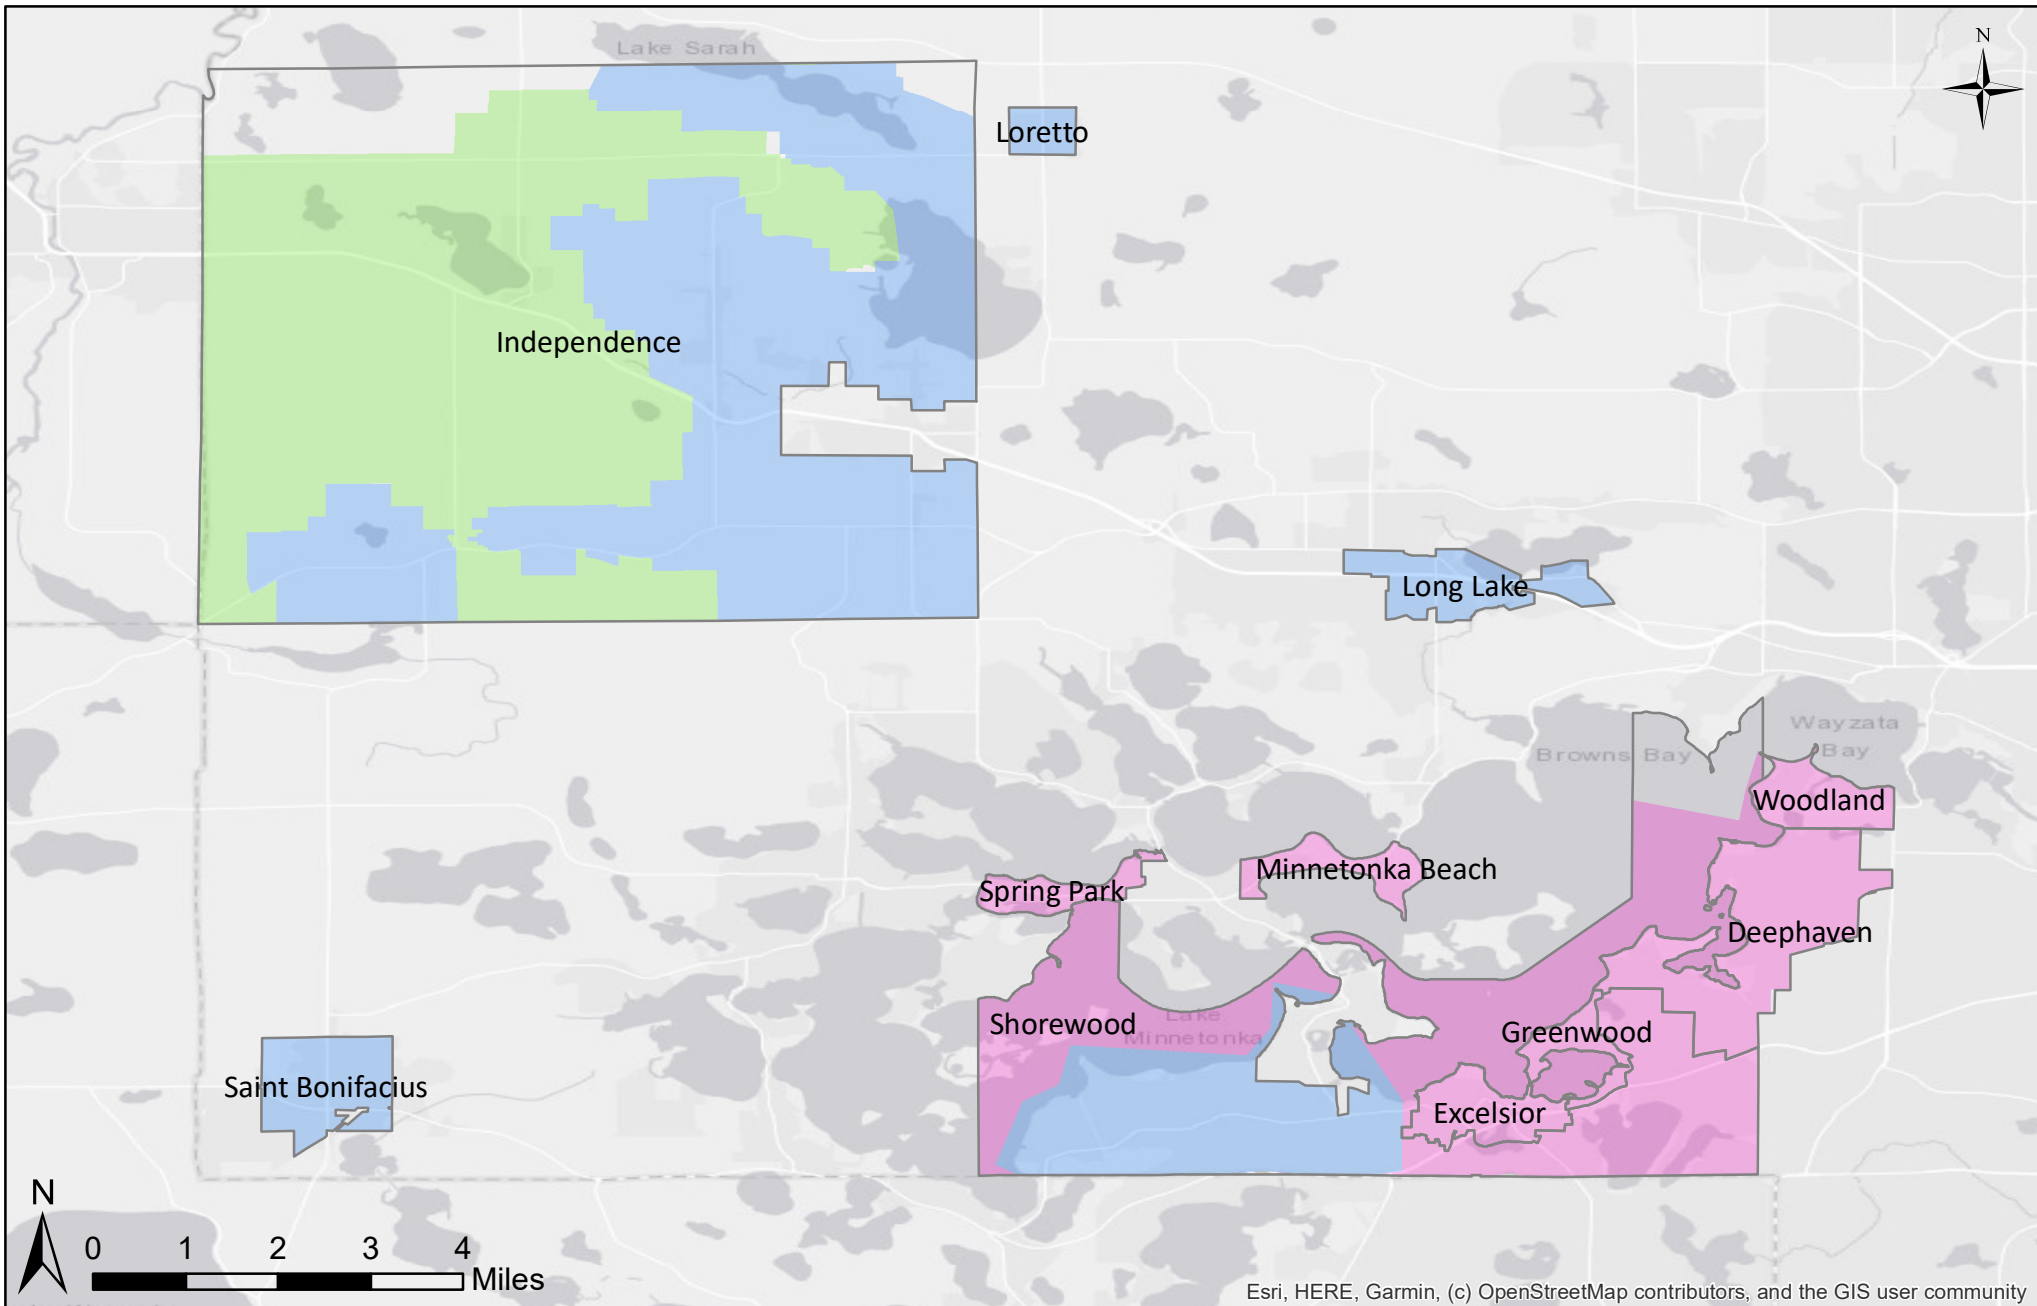 Lake Sarah
N
Loretto
Independence
Long Lake
Wayzata
Bay
Browns Bay
Woodland
Minnetonka Beach
Spring Park
Deephaven
Shorewood
Lake
Minnetonka
Greenwood
Saint Bonifacius
Excelsior
N
0 1 2 3 4
Miles
Esri, HERE, Garmin, (c) OpenStreetMap contributors, and the GIS user community